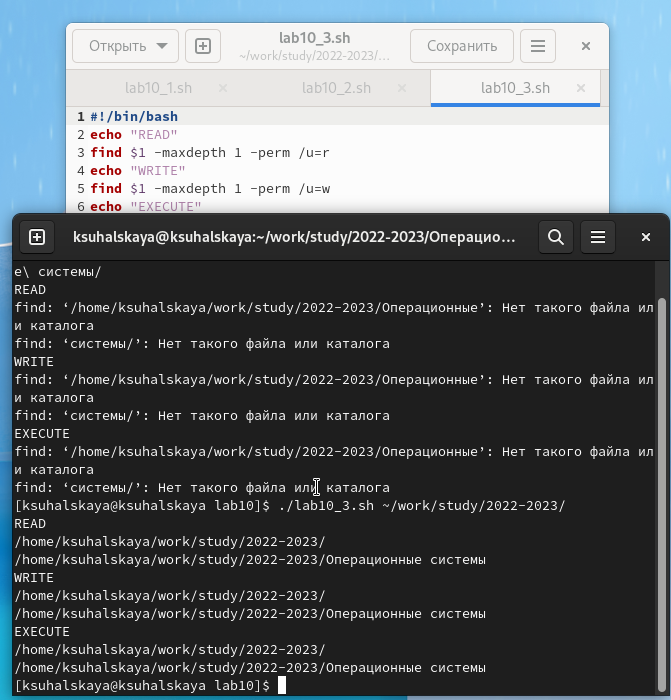 Открыть
lab10_3.sh
~/work/study/2022-2023/…
Сохранить
lab10_1.sh
lab10_2.sh
lab10_3.sh
1 #!/bin/bash
2 echo "READ"
3 find $1 -maxdepth 1 -perm /u=r
4 echo "WRITE"
5 find $1 -maxdepth 1 -perm /u=w
6 echo "EXECUTE"
ksuhalskaya@ksuhalskaya:~/work/study/2022-2023/Операцио…
е\ системы/
READ
find: ‘/home/ksuhalskaya/work/study/2022-2023/Операционные’: Нет такого файла ил
и каталога
find: ‘системы/’: Нет такого файла или каталога
WRITE
find: ‘/home/ksuhalskaya/work/study/2022-2023/Операционные’: Нет такого файла ил
и каталога
find: ‘системы/’: Нет такого файла или каталога
EXECUTE
find: ‘/home/ksuhalskaya/work/study/2022-2023/Операционные’: Нет такого файла ил
и каталога
find: ‘системы/’: Нет такого файла или каталога
[ksuhalskaya@ksuhalskaya lab10]$ ./lab10_3.sh ~/work/study/2022-2023/
READ
/home/ksuhalskaya/work/study/2022-2023/
/home/ksuhalskaya/work/study/2022-2023/Операционные системы
WRITE
/home/ksuhalskaya/work/study/2022-2023/
/home/ksuhalskaya/work/study/2022-2023/Операционные системы
EXECUTE
/home/ksuhalskaya/work/study/2022-2023/
/home/ksuhalskaya/work/study/2022-2023/Операционные системы
[ksuhalskaya@ksuhalskaya lab10]$